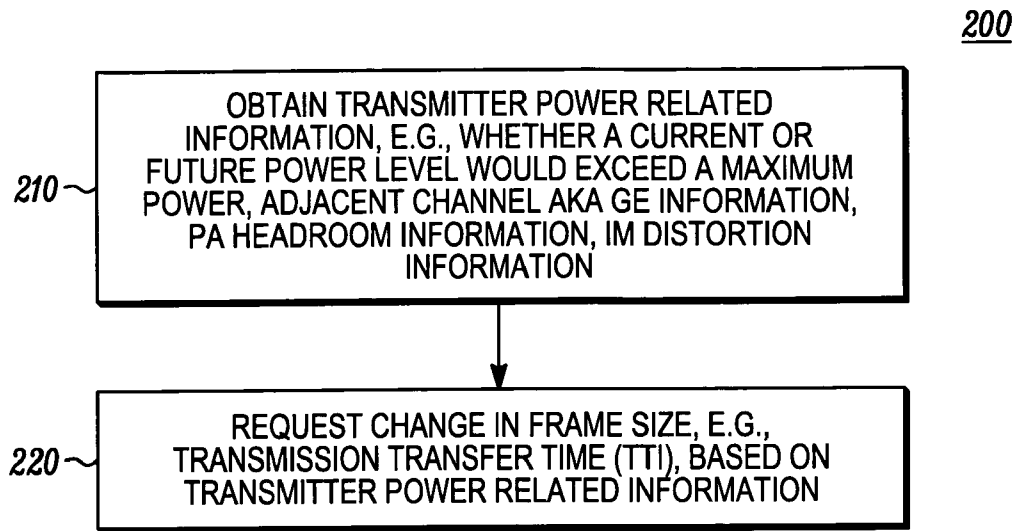 200
OBTAIN TRANSMITTER POWER RELATED
INFORMATION, E.G., WHETHER A CURRENT OR
FUTURE POWER LEVEL WOULD EXCEED A MAXIMUM
POWER, ADJACENT CHANNEL AKA GE INFORMATION,
PA HEADROOM INFORMATION, IM DISTORTION
INFORMATION
210
REQUEST CHANGE IN FRAME SIZE, E.G.,
TRANSMISSION TRANSFER TIME (TTI), BASED ON
TRANSMITTER POWER RELATED INFORMATION
220